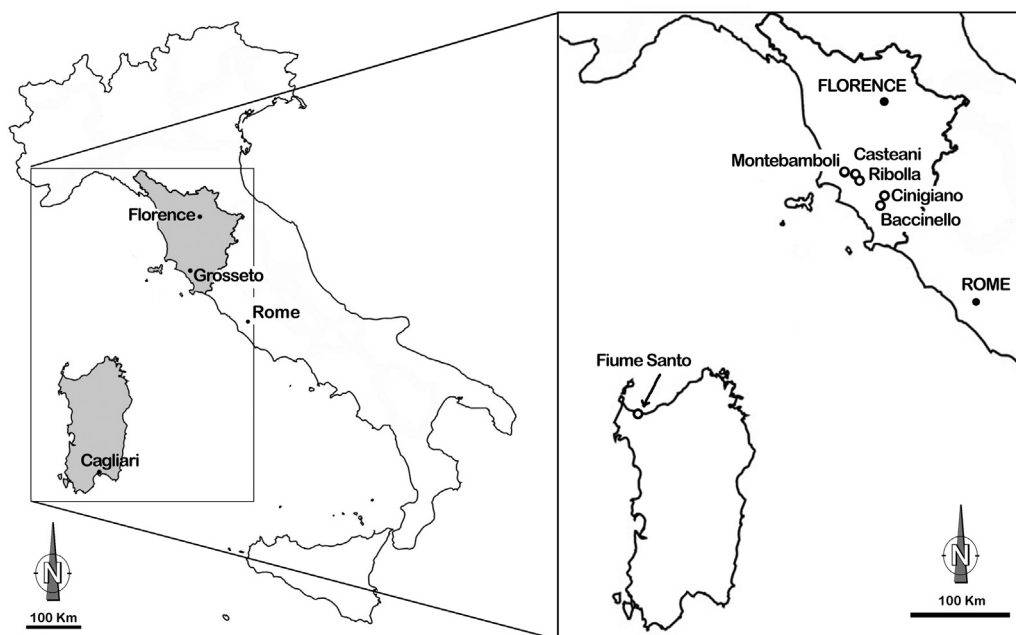 Florence
Grosseto
Rome
Cagliari
N
100 Km
FLORENCE
Montebamboli
Casteani
Ribolla
Cinigiano
Baccinello
ROME
Fiume Santo
N
100 Km